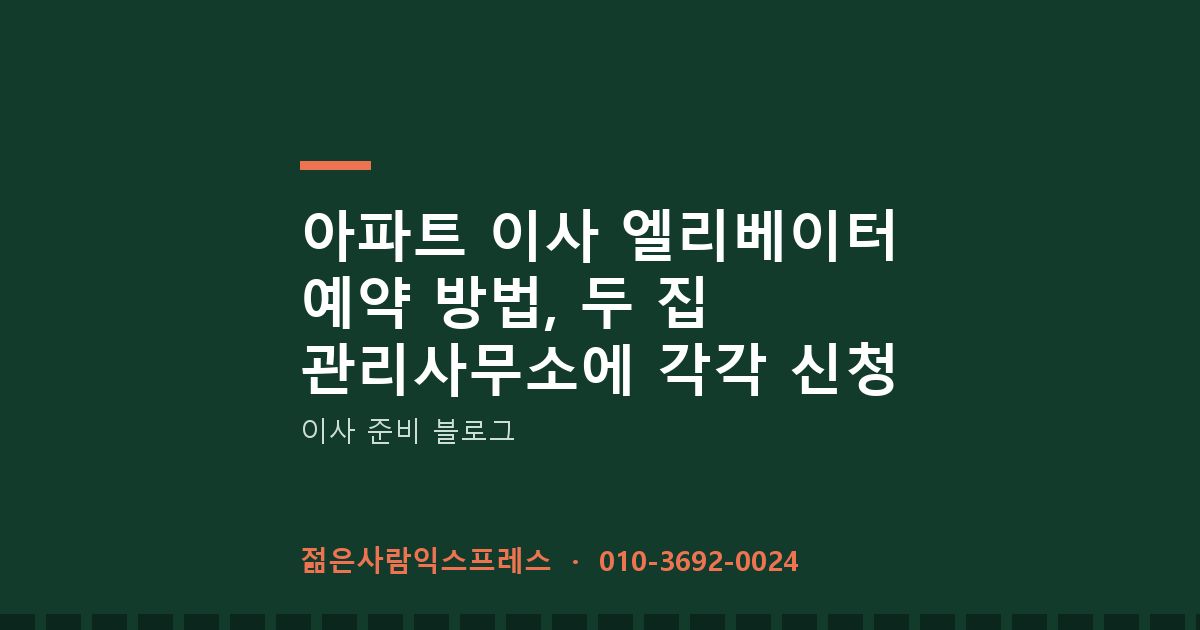 아파트 이사 엘리베이터
예약 방법, 두 집
관리사무소에 각각 신청
이사 준비 블로그
젊은사람익스프레스 · 010-3692-0024